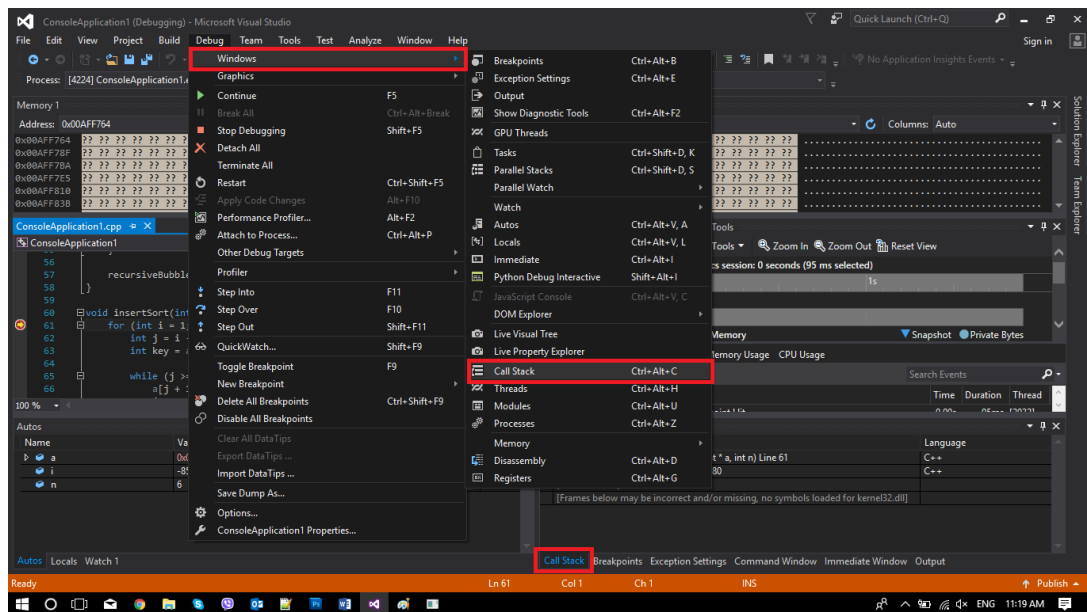 ConsoleApplication1 (Debugging) - Microsoft Visual Studio
Quick Launch (Ctrl+Q)
File Edit View Project Build Debug Team Tools Test Analyze Window Help
Sign in
Process: [4224] ConsoleApplication1.e
No Application Insights Events
Windows
Graphics
Continue F5
Break All Ctrl+Alt+Break
Stop Debugging Shift+F5
Detach All
Terminate All
Restart Ctrl+Shift+F5
Apply Code Changes Alt+F10
Performance Profiler... Alt+F2
Attach to Process... Ctrl+Alt+P
Other Debug Targets
Profiler
Step Into F11
Step Over F10
Step Out Shift+F11
QuickWatch... Shift+F9
Toggle Breakpoint F9
New Breakpoint
Delete All Breakpoints Ctrl+Shift+F9
Disable All Breakpoints
Clear All DataTips
Export DataTips ...
Import DataTips ...
Save Dump As...
Options...
ConsoleApplication1 Properties...
Breakpoints Ctrl+Alt+B
Exception Settings Ctrl+Alt+E
Output
Show Diagnostic Tools Ctrl+Alt+F2
GPU Threads
Tasks Ctrl+Shift+D, K
Parallel Stacks Ctrl+Shift+D, S
Parallel Watch
Watch
Autos Ctrl+Alt+V, A
Locals Ctrl+Alt+V, L
Immediate Ctrl+Alt+I
Python Debug Interactive Shift+Alt+I
JavaScript Console Ctrl+Alt+V, C
DOM Explorer
Live Visual Tree
Live Property Explorer
Call Stack Ctrl+Alt+C
Threads Ctrl+Alt+H
Modules Ctrl+Alt+U
Processes Ctrl+Alt+Z
Memory
Disassembly Ctrl+Alt+D
Registers Ctrl+Alt+G
Memory 1
Address: 0x00AFF764
Columns: Auto
0x00AFF764 ?? ?? ?? ?? ?? ?? ?? ?? ?? ?? ??
0x00AFF78F ?? ?? ?? ?? ?? ?? ?? ?? ?? ?? ??
0x00AFF7BA ?? ?? ?? ?? ?? ?? ?? ?? ?? ?? ??
0x00AFF7E5 ?? ?? ?? ?? ?? ?? ?? ?? ?? ?? ??
0x00AFF810 ?? ?? ?? ?? ?? ?? ?? ?? ?? ?? ??
0x00AFF83B ?? ?? ?? ?? ?? ?? ?? ?? ?? ?? ??
Solution Explorer
Team Explorer
ConsoleApplication1.cpp
ConsoleApplication1
56
57 recursiveBubble
58 }
59
60 void insertSort(int
61 for (int i = 1;
62 int j = i
63 int key = a
64
65 while (j >=
66 a[j +
100 %
Tools
Tools Zoom In Zoom Out Reset View
cs session: 0 seconds (95 ms selected)
1s
Memory
Snapshot Private Bytes
Memory Usage CPU Usage
Search Events
Time Duration Thread
Autos
Name Va
a 0x0
i -85
n 6
Language
t * a, int n) Line 61 C++
80 C++
[Frames below may be incorrect and/or missing, no symbols loaded for kernel32.dll]
Autos Locals Watch 1
Call Stack Breakpoints Exception Settings Command Window Immediate Window Output
Ready Ln 61 Col 1 Ch 1 INS Publish
ENG 11:19 AM